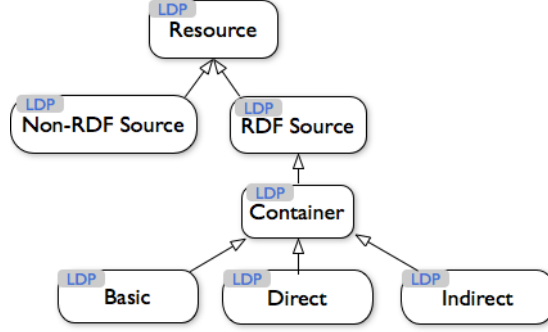 LDP
Resource
LDP
Non-RDF Source
LDP
RDF Source
LDP
Container
LDP
Basic
LDP
Direct
LDP
Indirect